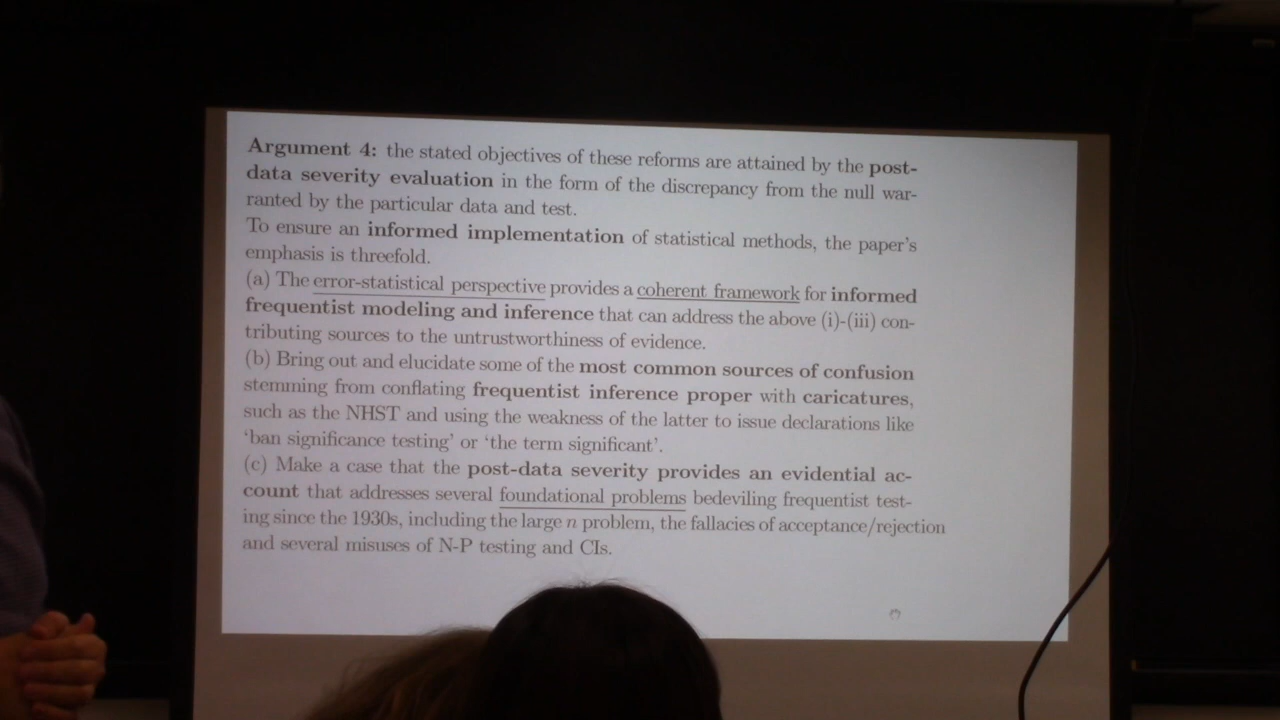 Argument 4: the stated objectives of these reforms are attained by the post-
data severity evaluation in the form of the discrepancy from the null war-
ranted by the particular data and test.
To ensure an informed implementation of statistical methods, the paper's
emphasis is threefold.
(a) The error-statistical perspective provides a coherent framework for informed
frequentist modeling and inference that can address the above (i)-(iii) con-
tributing sources to the untrustworthiness of evidence.
(b) Bring out and elucidate some of the most common sources of confusion
stemming from conflating frequentist inference proper with caricatures,
such as the NHST and using the weakness of the latter to issue declarations like
'ban significance testing' or 'the term significant'.
(c) Make a case that the post-data severity provides an evidential ac-
count that addresses several foundational problems bedeviling frequentist test-
ing since the 1930s, including the large n problem, the fallacies of acceptance/rejection
and several misuses of N-P testing and CIs.